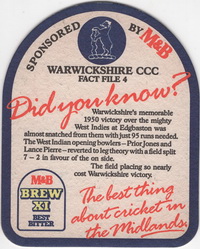 SPONSORED BY M&B
WARWICKSHIRE CCC
FACT FILE 4
Did you know?
Warwickshire's memorable
1950 victory over the mighty
West Indies at Edgbaston was
almost snatched from them with just 95 runs needed.
The West Indian opening bowlers – Prior Jones and
Lance Pierre – reverted to leg theory with a field split
7 – 2 in favour of the on side.
The field placing so nearly
cost Warwickshire victory.
M&B
BREW
XI
BEST
BITTER
The best thing
about cricket in
the Midlands.